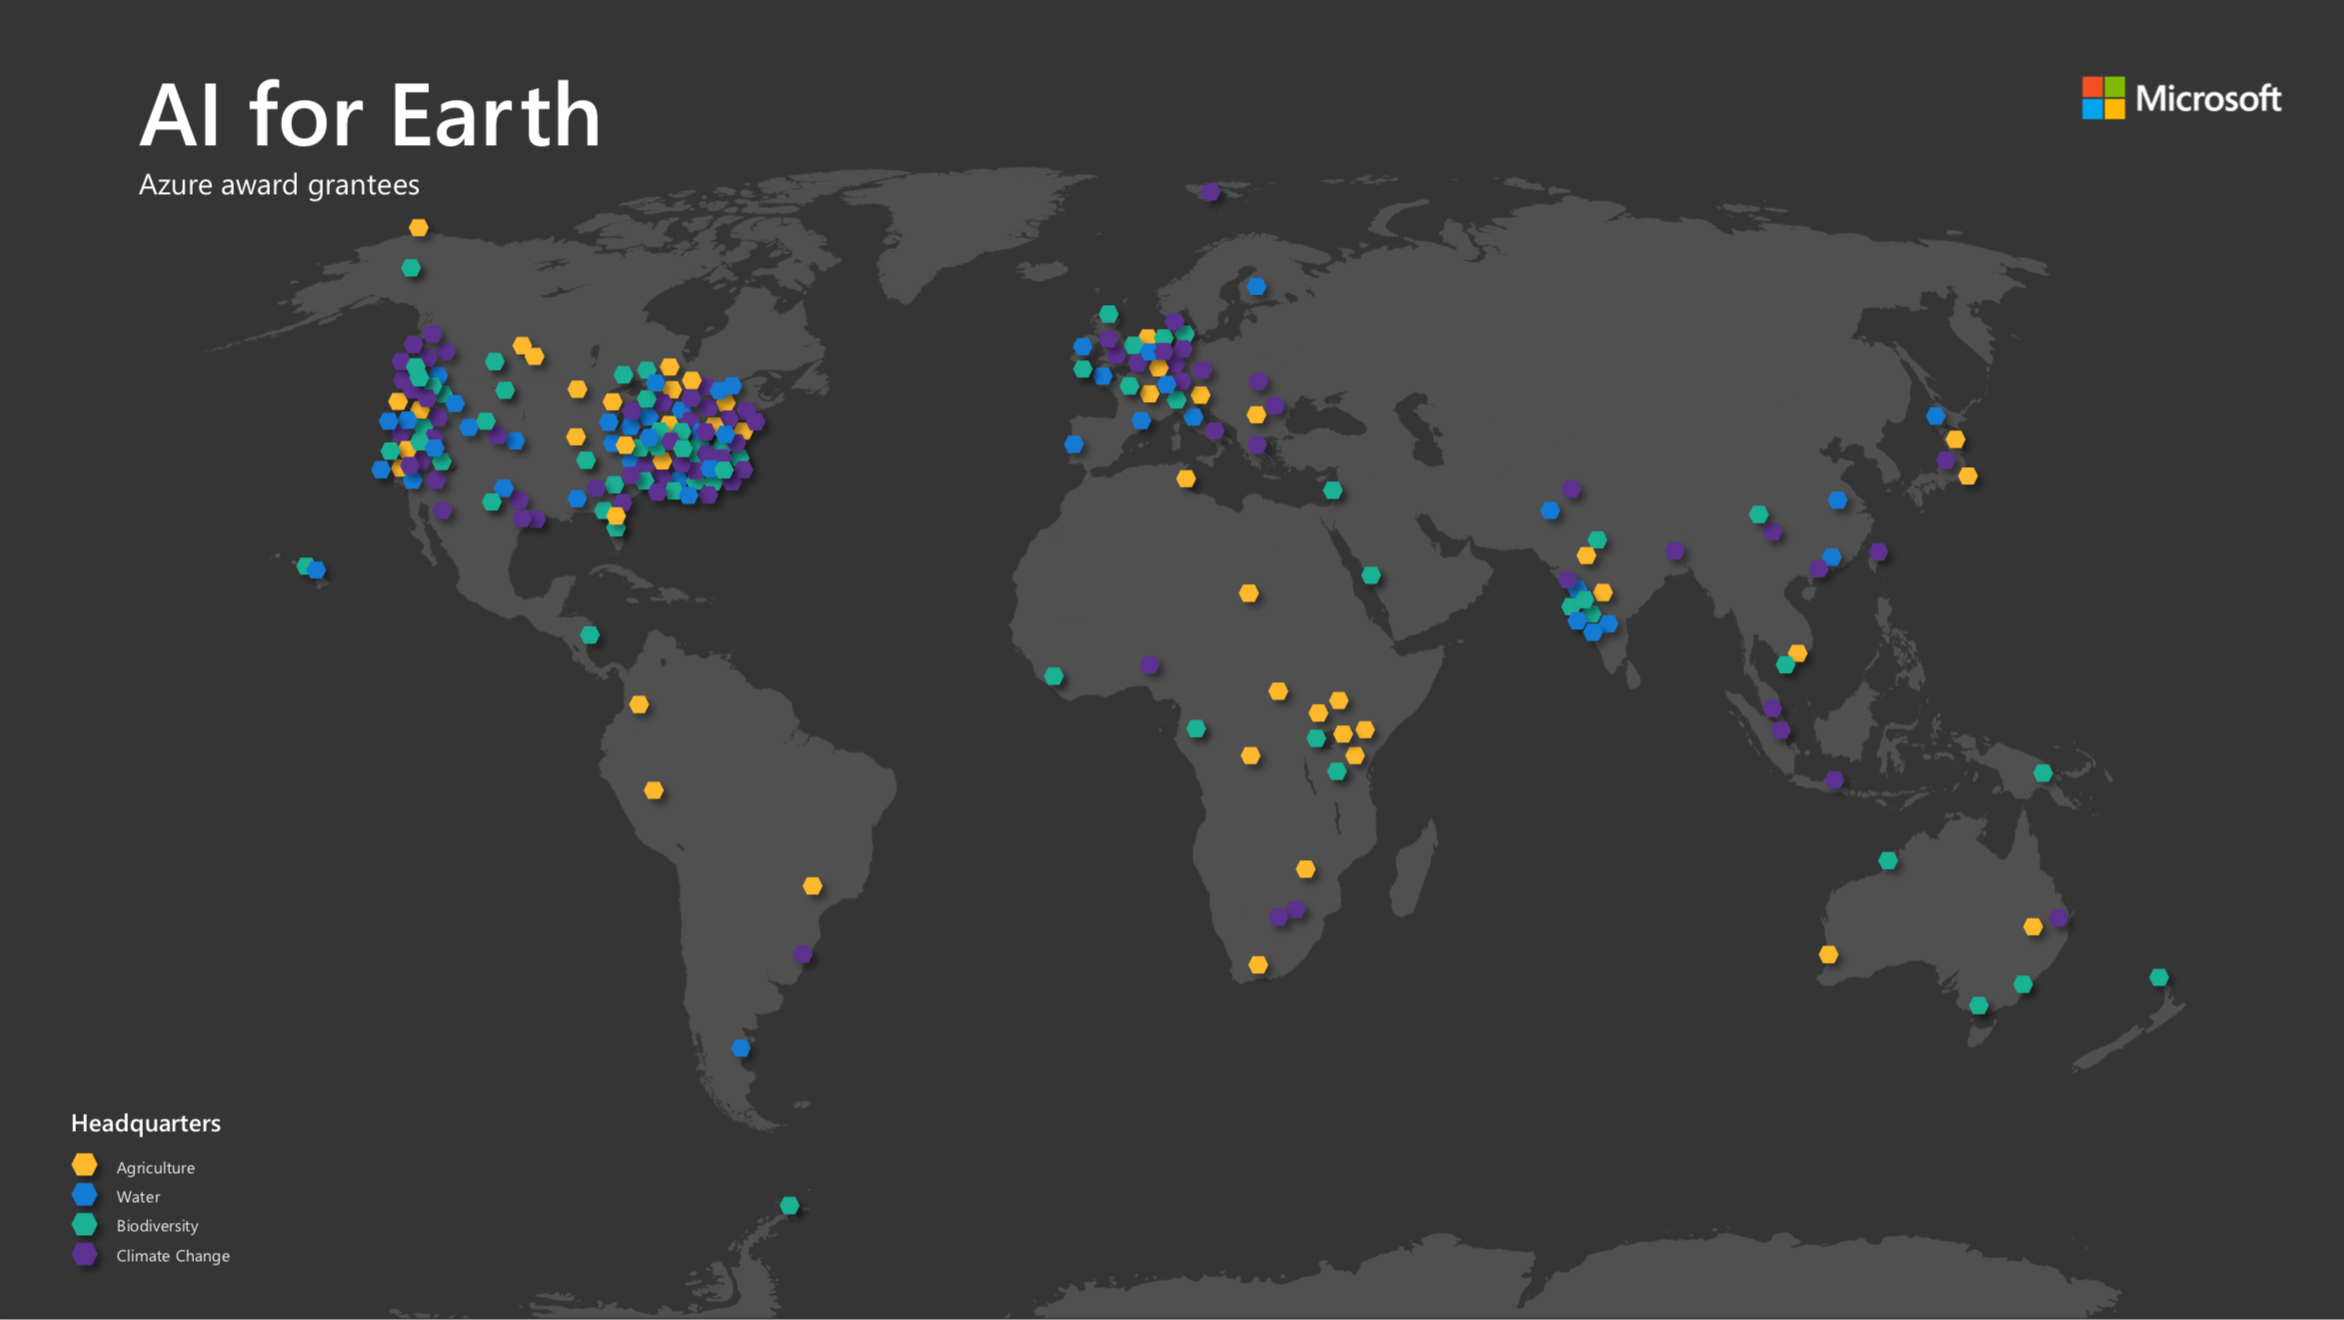 AI for Earth
Microsoft
Azure award grantees
Headquarters
Agriculture
Water
Biodiversity
Climate Change